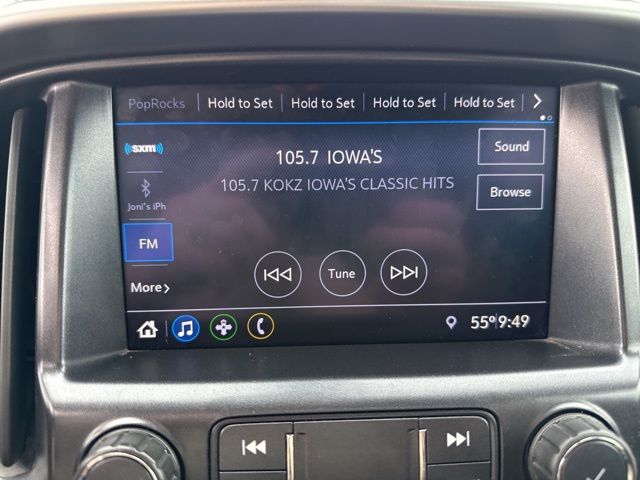 PopRocks Hold to Set Hold to Set Hold to Set Hold to Set >
((sxm))
105.7 IOWA'S
Sound
105.7 KOKZ IOWA'S CLASSIC HITS
Browse
Joni's iPh
FM
Tune
More >
55° 9:49